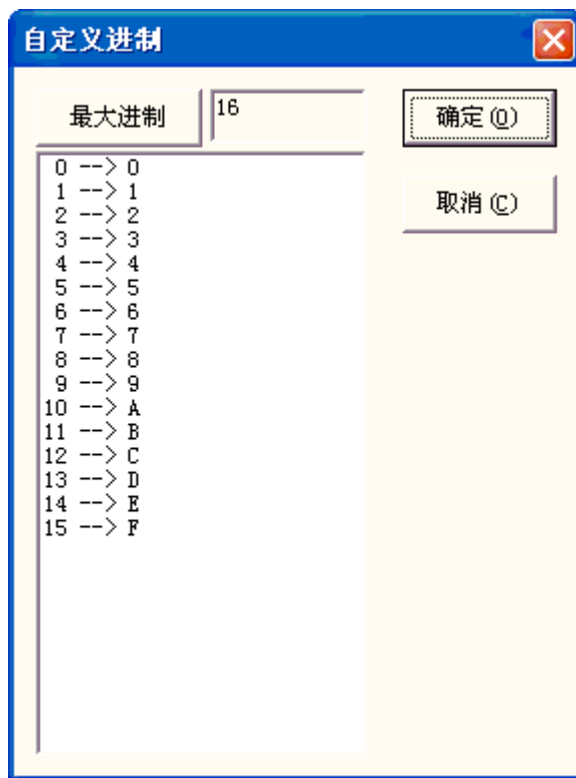 自定义进制
最大进制 16 确定(O)
0 --> 0
1 --> 1
2 --> 2
取消(C)
3 --> 3
4 --> 4
5 --> 5
6 --> 6
7 --> 7
8 --> 8
9 --> 9
10 --> A
11 --> B
12 --> C
13 --> D
14 --> E
15 --> F